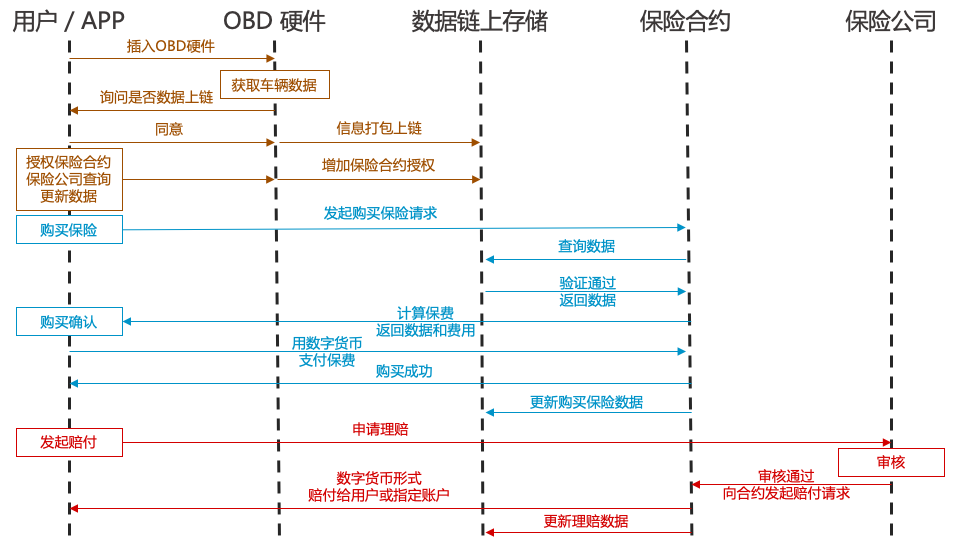 用户 / APP
OBD 硬件
数据链上存储
保险合约
保险公司
插入OBD硬件
获取车辆数据
询问是否数据上链
同意
信息打包上链
授权保险合约
保险公司查询
更新数据
增加保险合约授权
购买保险
发起购买保险请求
查询数据
验证通过
返回数据
购买确认
计算保费
返回数据和费用
用数字货币
支付保费
购买成功
更新购买保险数据
发起赔付
申请理赔
审核
审核通过
向合约发起赔付请求
数字货币形式
赔付给用户或指定账户
更新理赔数据